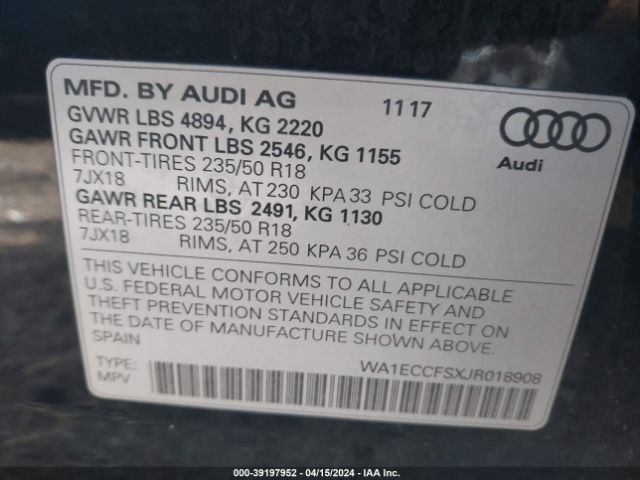 MFD. BY AUDI AG 11 17
GVWR LBS 4894, KG 2220
GAWR FRONT LBS 2546, KG 1155
FRONT-TIRES 235/50 R18
7JX18 RIMS, AT 230 KPA 33 PSI COLD
GAWR REAR LBS 2491, KG 1130
REAR-TIRES 235/50 R18
7JX18 RIMS, AT 250 KPA 36 PSI COLD
Audi
THIS VEHICLE CONFORMS TO ALL APPLICABLE
U.S. FEDERAL MOTOR VEHICLE SAFETY AND
THEFT PREVENTION STANDARDS IN EFFECT ON
THE DATE OF MANUFACTURE SHOWN ABOVE.
SPAIN
TYPE: WA1ECCFSXJR018908
MPV
000-39197952 - 04/15/2024 - IAA Inc.